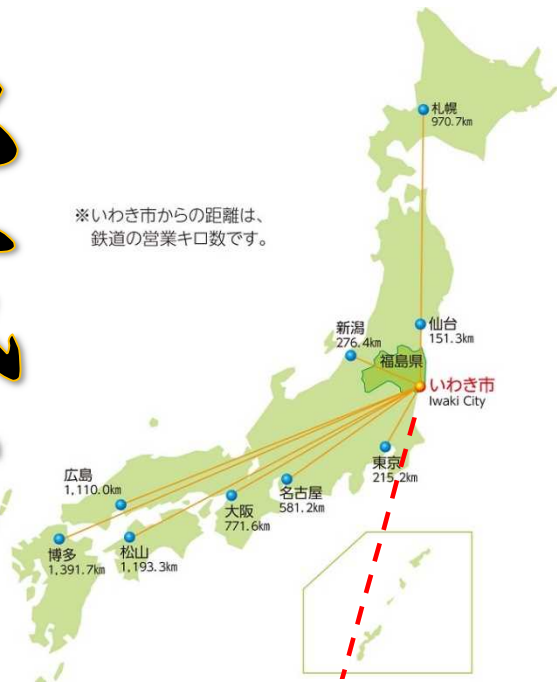 札幌
970.7km
※いわき市からの距離は、
鉄道の営業キロ数です。
新潟
276.4km
仙台
151.3km
福島県
いわき市
Iwaki City
東京
215.2km
広島
1,110.0km
名古屋
581.2km
大阪
771.6km
博多
1,391.7km
松山
1,193.3km